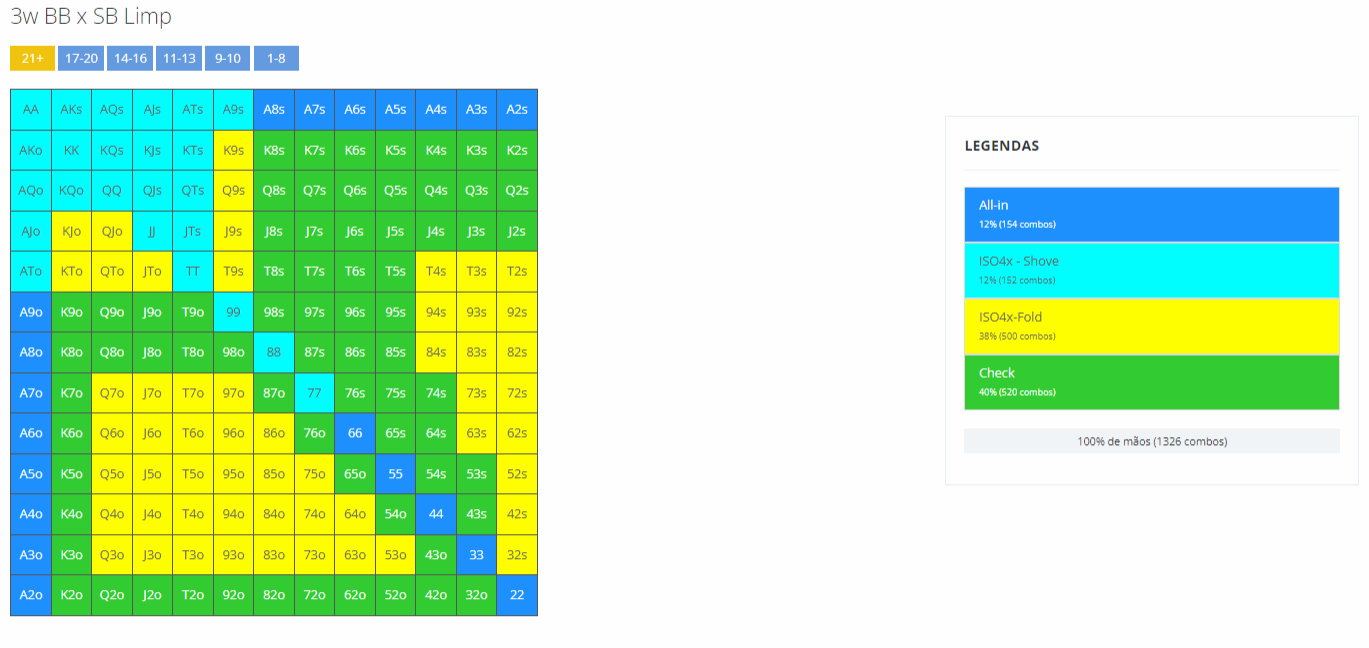 3w BB x SB Limp
21+ 17-20 14-16 11-13 9-10 1-8
AA AKs AQs AJs ATs A9s A8s A7s A6s A5s A4s A3s A2s
AKo KK KQs KJs KTs K9s K8s K7s K6s K5s K4s K3s K2s
AQo KQo QQ QJs QTs Q9s Q8s Q7s Q6s Q5s Q4s Q3s Q2s
AJo KJo QJo JJ JTs J9s J8s J7s J6s J5s J4s J3s J2s
ATo KTo QTo JTo TT T9s T8s T7s T6s T5s T4s T3s T2s
A9o K9o Q9o J9o T9o 99 98s 97s 96s 95s 94s 93s 92s
A8o K8o Q8o J8o T8o 98o 88 87s 86s 85s 84s 83s 82s
A7o K7o Q7o J7o T7o 97o 87o 77 76s 75s 74s 73s 72s
A6o K6o Q6o J6o T6o 96o 86o 76o 66 65s 64s 63s 62s
A5o K5o Q5o J5o T5o 95o 85o 75o 65o 55 54s 53s 52s
A4o K4o Q4o J4o T4o 94o 84o 74o 64o 54o 44 43s 42s
A3o K3o Q3o J3o T3o 93o 83o 73o 63o 53o 43o 33 32s
A2o K2o Q2o J2o T2o 92o 82o 72o 62o 52o 42o 32o 22
LEGENDAS
All-in
12% (154 combos)
ISO4x - Shove
12% (152 combos)
ISO4x-Fold
38% (500 combos)
Check
40% (520 combos)
100% de mãos (1326 combos)